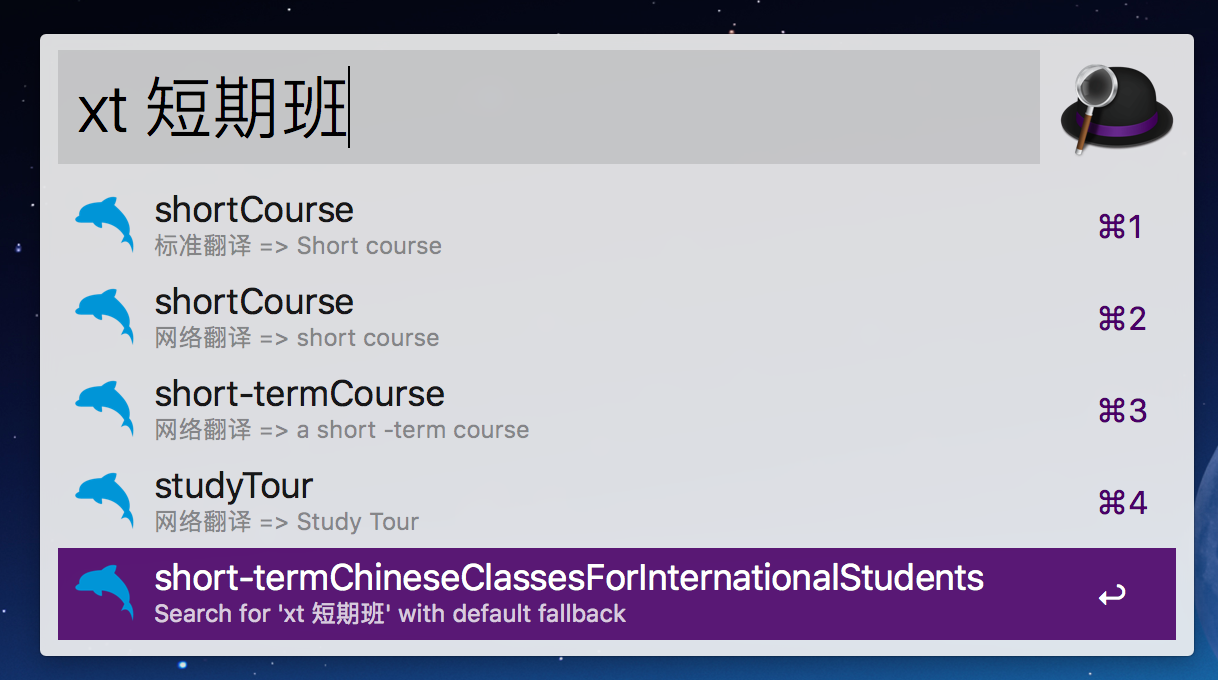 xt 短期班
shortCourse
⌘1
标准翻译 => Short course
shortCourse
⌘2
网络翻译 => short course
short-termCourse
⌘3
网络翻译 => a short -term course
studyTour
⌘4
网络翻译 => Study Tour
short-termChineseClassesForInternationalStudents
Search for 'xt 短期班' with default fallback